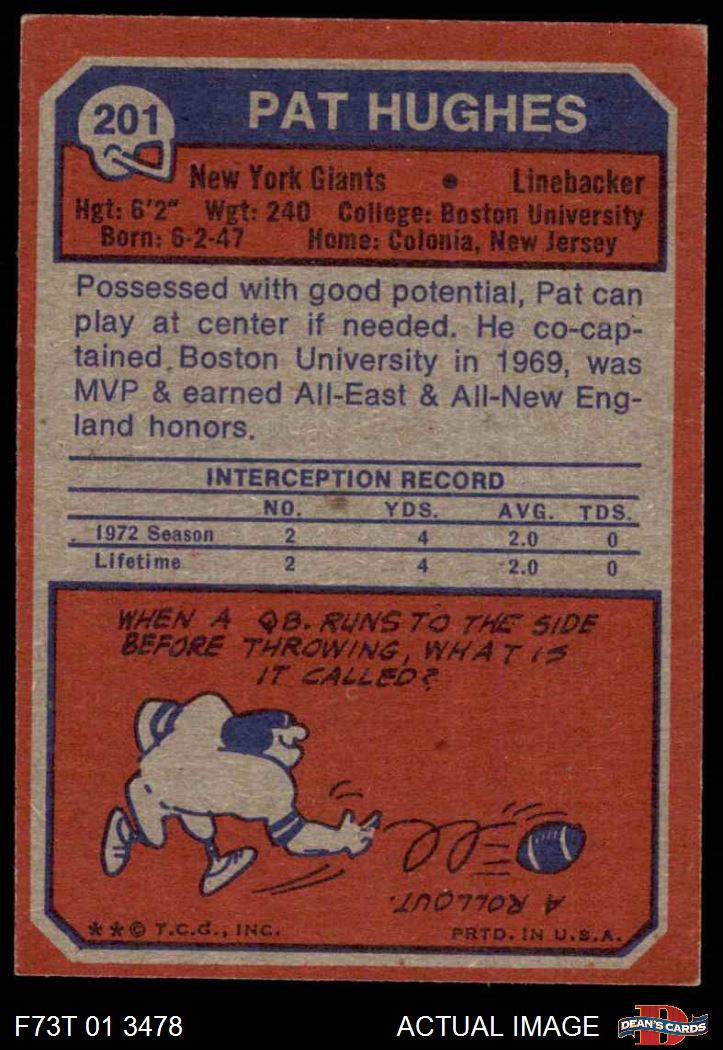 201
PAT HUGHES
New York Giants • Linebacker
Hgt: 6'2" Wgt: 240 College: Boston University
Born: 6-2-47 Home: Colonia, New Jersey
Possessed with good potential, Pat can
play at center if needed. He co-cap-
tained Boston University in 1969, was
MVP & earned All-East & All-New Eng-
land honors.
INTERCEPTION RECORD
NO. YDS. AVG. TDS.
1972 Season 2 4 2.0 0
Lifetime 2 4 2.0 0
WHEN A QB. RUNS TO THE SIDE
BEFORE THROWING, WHAT IS
IT CALLED?
A ROLLOUT.
** © T.C.G., INC. PRTD. IN U.S.A.
F73T 01 3478 ACTUAL IMAGE D DEAN'S CARDS